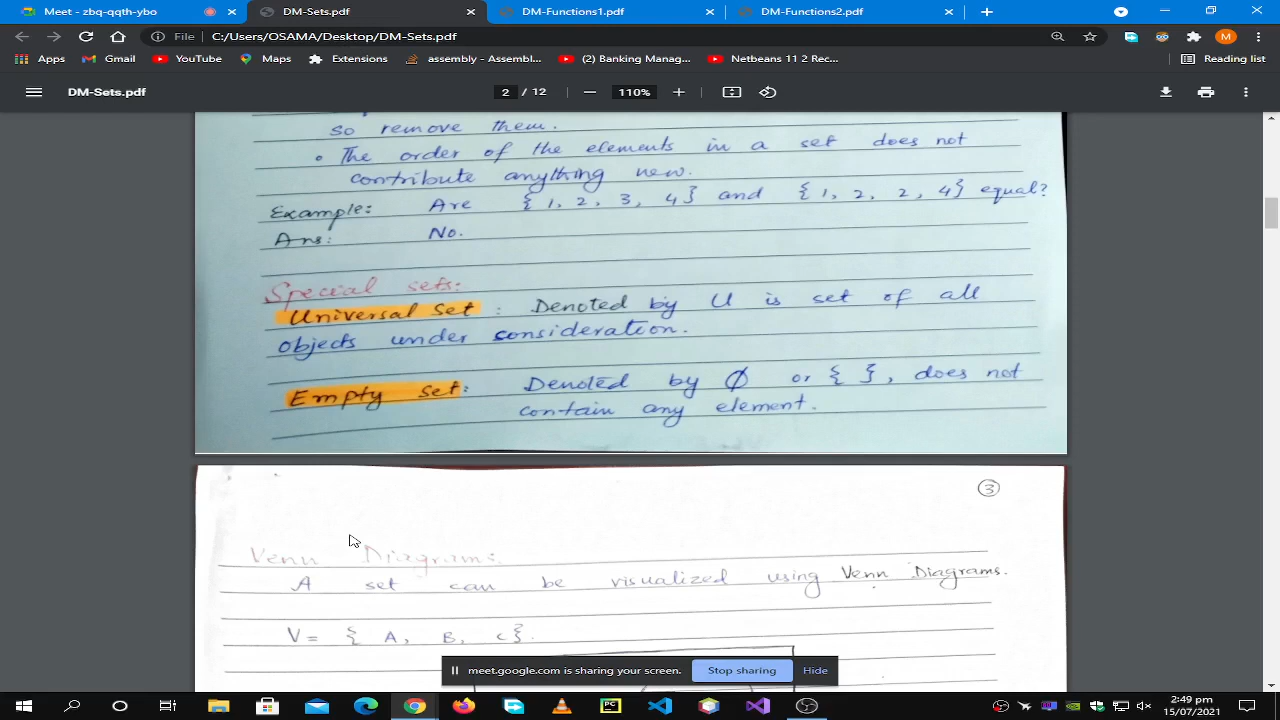 Meet - zbq-qqth-ybo
DM-Sets.pdf
DM-Functions1.pdf
DM-Functions2.pdf
File
C:/Users/OSAMA/Desktop/DM-Sets.pdf
Apps
Gmail
YouTube
Maps
Extensions
assembly - Assembl...
(2) Banking Manag...
Netbeans 11 2 Rec...
Reading list
DM-Sets.pdf
2 / 12
110%
so remove them.
• The order of the elements in a set does not
contribute anything new.
Example: Are { 1, 2, 3, 4 } and { 1, 2, 2, 4 } equal?
Ans: No.
Special sets:
Universal Set : Denoted by U is set of all
objects under consideration.
Empty set: Denoted by Ø or { }, does not
contain any element.
3
Venn Diagrams:
A set can be visualized using Venn Diagrams.
V = { A, B, C }.
meet.google.com is sharing your screen.
Stop sharing
Hide
2:49 pm
15/07/2021